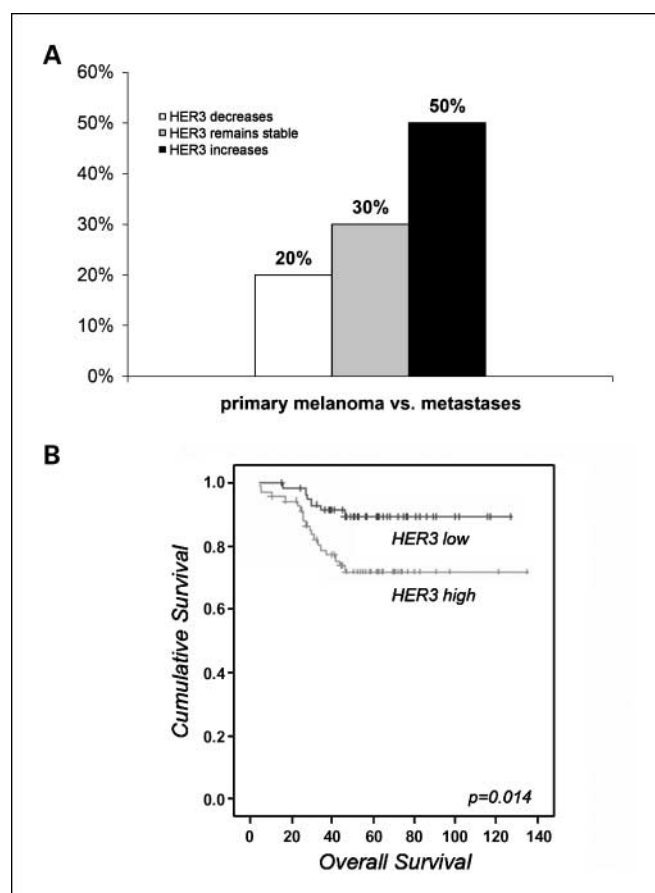 A
60%
50%
40%
30%
20%
10%
0%
HER3 decreases
HER3 remains stable
HER3 increases
20%
30%
50%
primary melanoma vs. metastases
B
Cumulative Survival
1.0
0.8
0.6
0.4
0.2
0.0
HER3 low
HER3 high
p=0.014
0 20 40 60 80 100 120 140
Overall Survival